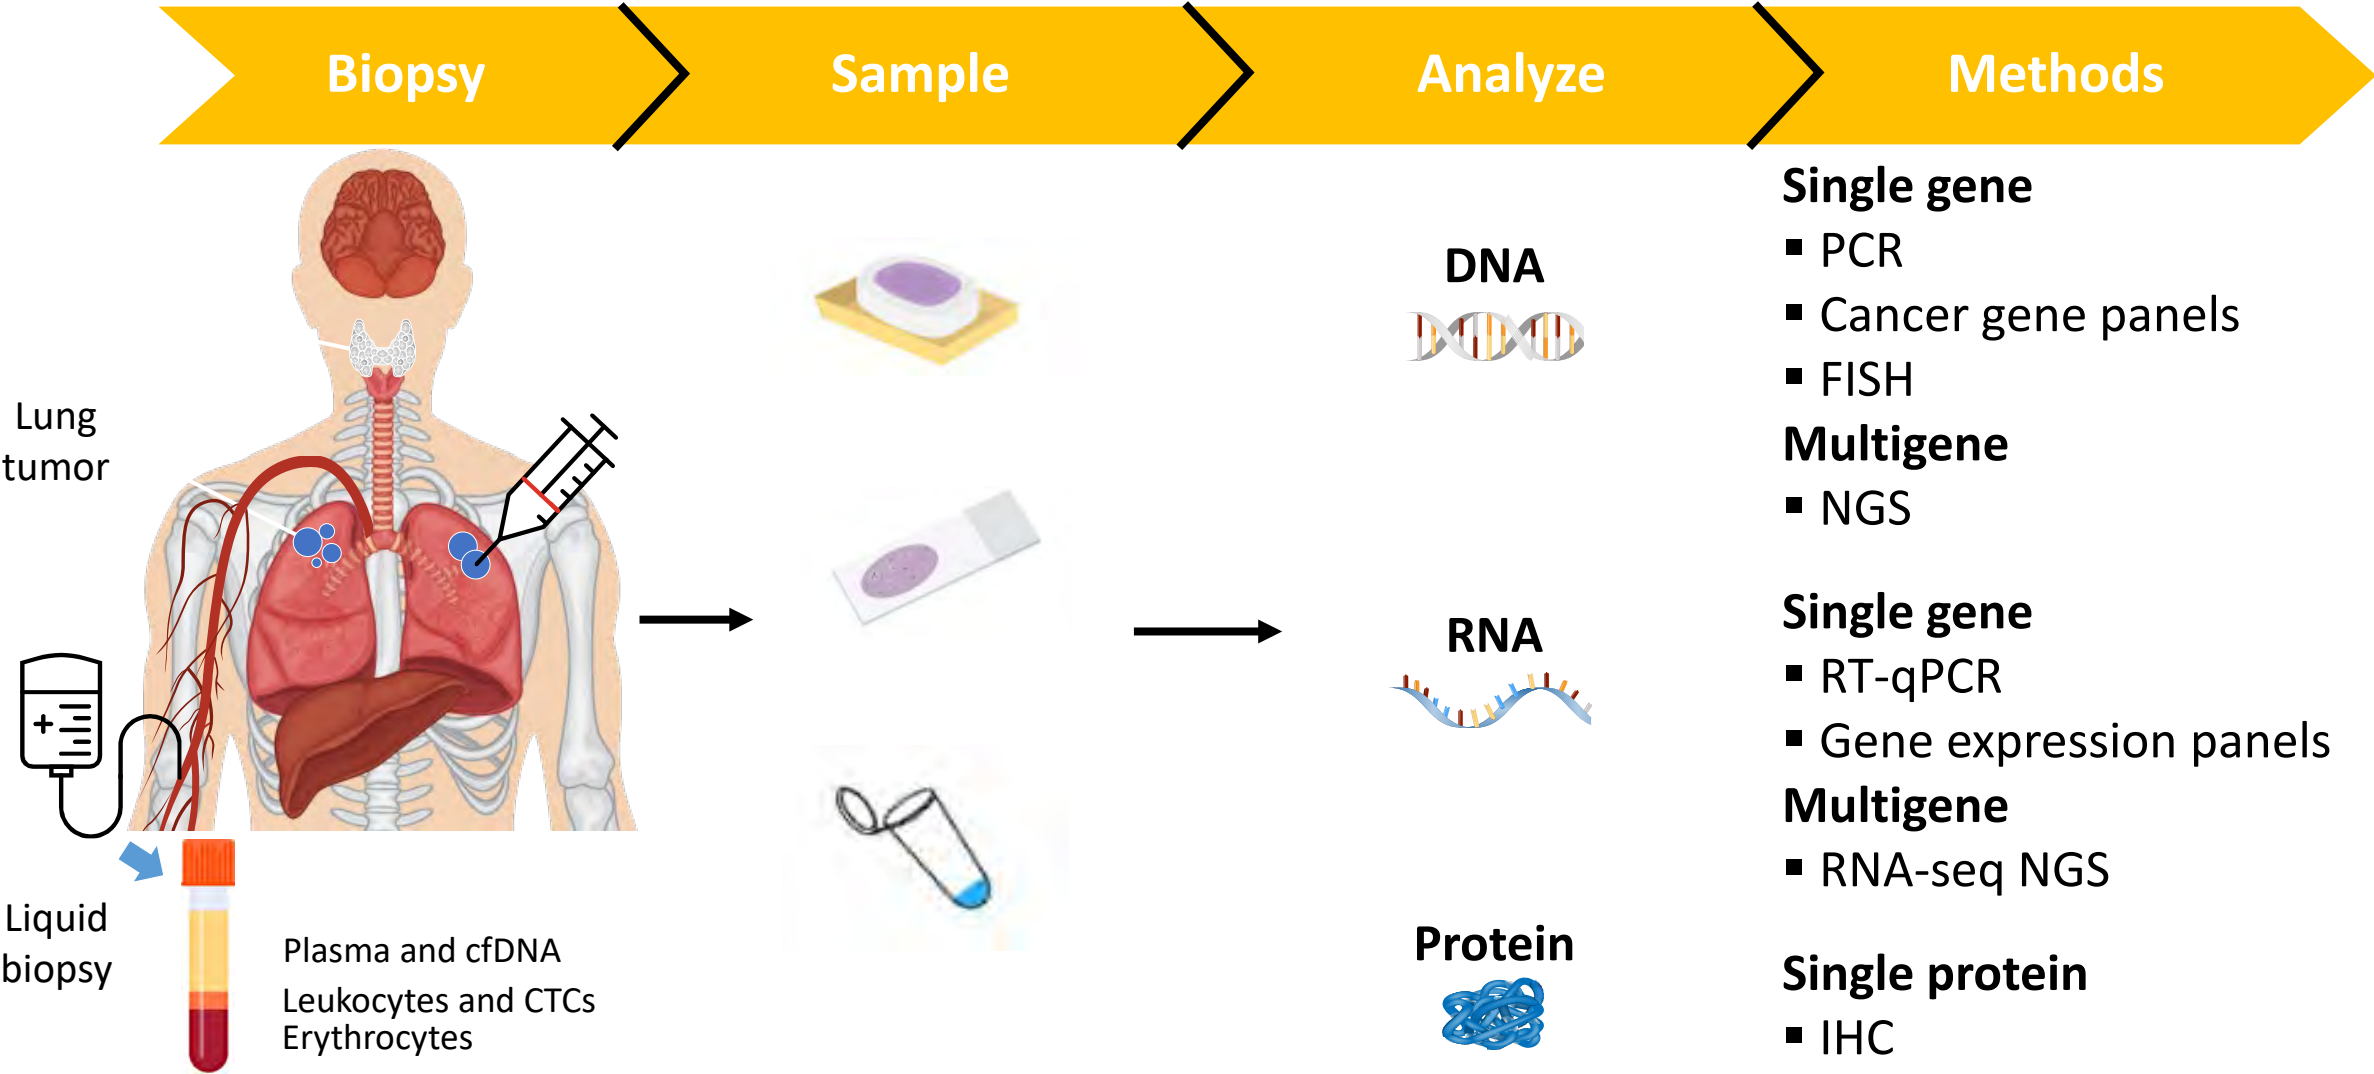 Biopsy
Sample
Analyze
Methods
Lung
tumor
Liquid
biopsy
Plasma and cfDNA
Leukocytes and CTCs
Erythrocytes
DNA
RNA
Protein
Single gene
▪ PCR
▪ Cancer gene panels
▪ FISH
Multigene
▪ NGS
Single gene
▪ RT-qPCR
▪ Gene expression panels
Multigene
▪ RNA-seq NGS
Single protein
▪ IHC